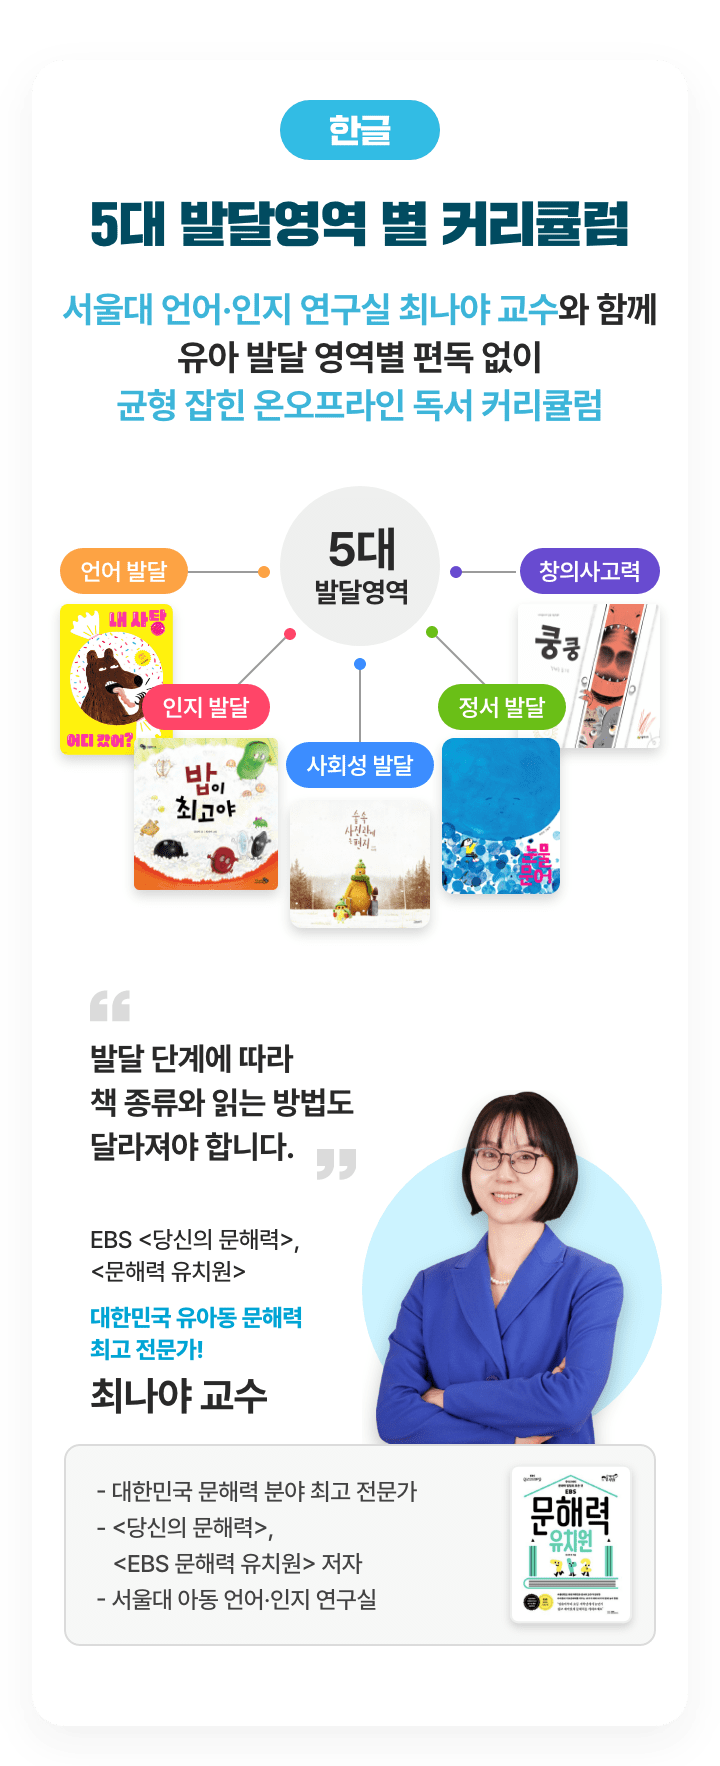 한글
5대 발달영역 별 커리큘럼
서울대 언어·인지 연구실 최나야 교수와 함께
유아 발달 영역별 편독 없이
균형 잡힌 온오프라인 독서 커리큘럼
5대
발달영역
언어 발달
창의사고력
내 사탕
어디 갔어?
쿵쿵
인지 발달
정서 발달
사회성 발달
밥이
최고야
눈물
문어
“
발달 단계에 따라
책 종류와 읽는 방법도
달라져야 합니다.
”
EBS <당신의 문해력>,
<문해력 유치원>
대한민국 유아동 문해력
최고 전문가!
최나야 교수
- 대한민국 문해력 분야 최고 전문가
- <당신의 문해력>,
<EBS 문해력 유치원> 저자
- 서울대 아동 언어·인지 연구실
EBS
문해력
유치원